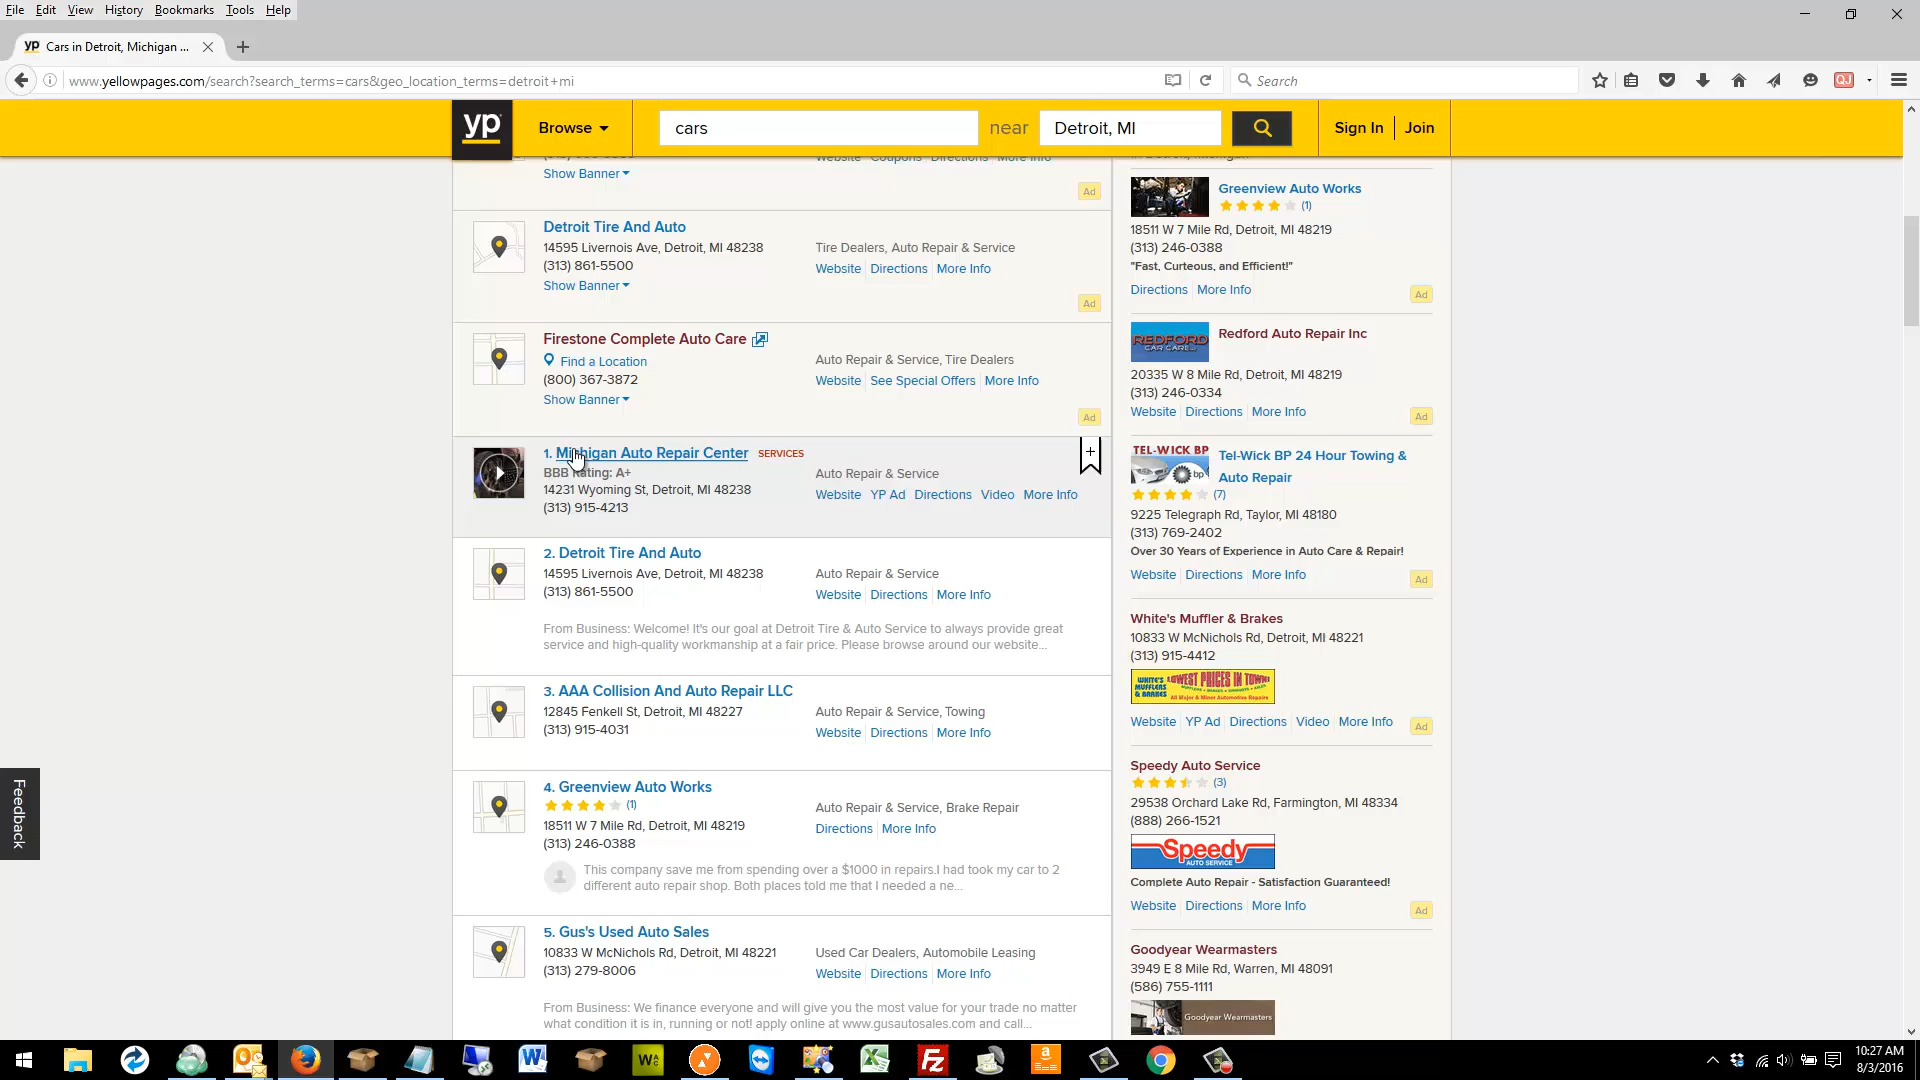 File Edit View History Bookmarks Tools Help
yp Cars in Detroit, Michigan ...
www.yellowpages.com/search?search_terms=cars&geo_location_terms=detroit+mi
Search
yp
Browse
cars
near
Detroit, MI
Sign In
Join
Website Coupons Directions More Info
Show Banner
Ad
Detroit Tire And Auto
14595 Livernois Ave, Detroit, MI 48238
(313) 861-5500
Show Banner
Tire Dealers, Auto Repair & Service
Website Directions More Info
Ad
Firestone Complete Auto Care
Find a Location
(800) 367-3872
Show Banner
Auto Repair & Service, Tire Dealers
Website See Special Offers More Info
Ad
1. Michigan Auto Repair Center SERVICES
BBB Rating: A+
14231 Wyoming St, Detroit, MI 48238
(313) 915-4213
Auto Repair & Service
Website YP Ad Directions Video More Info
2. Detroit Tire And Auto
14595 Livernois Ave, Detroit, MI 48238
(313) 861-5500
Auto Repair & Service
Website Directions More Info
From Business: Welcome! It's our goal at Detroit Tire & Auto Service to always provide great
service and high-quality workmanship at a fair price. Please browse around our website...
3. AAA Collision And Auto Repair LLC
12845 Fenkell St, Detroit, MI 48227
(313) 915-4031
Auto Repair & Service, Towing
Website Directions More Info
4. Greenview Auto Works
(1)
18511 W 7 Mile Rd, Detroit, MI 48219
(313) 246-0388
Auto Repair & Service, Brake Repair
Directions More Info
This company save me from spending over a $1000 in repairs.I had took my car to 2
different auto repair shop. Both places told me that I needed a ne...
5. Gus's Used Auto Sales
10833 W McNichols Rd, Detroit, MI 48221
(313) 279-8006
Used Car Dealers, Automobile Leasing
Website Directions More Info
From Business: We finance everyone and will give you the most value for your trade no matter
what condition it is in, running or not! apply online at www.gusautosales.com and call...
Greenview Auto Works
(1)
18511 W 7 Mile Rd, Detroit, MI 48219
(313) 246-0388
"Fast, Curteous, and Efficient!"
Directions More Info
Ad
REDFORD
CAR CARE
Redford Auto Repair Inc
20335 W 8 Mile Rd, Detroit, MI 48219
(313) 246-0334
Website Directions More Info
Ad
TEL-WICK BP
bp
Tel-Wick BP 24 Hour Towing &
Auto Repair
(7)
9225 Telegraph Rd, Taylor, MI 48180
(313) 769-2402
Over 30 Years of Experience in Auto Care & Repair!
Website Directions More Info
Ad
White's Muffler & Brakes
10833 W McNichols Rd, Detroit, MI 48221
(313) 915-4412
WHITE'S
MUFFLERS
& BRAKES
LOWEST PRICES IN TOWN!
All Major & Minor Automotive Repairs
Website YP Ad Directions Video More Info
Ad
Speedy Auto Service
(3)
29538 Orchard Lake Rd, Farmington, MI 48334
(888) 266-1521
Speedy
AUTO SERVICE
Complete Auto Repair - Satisfaction Guaranteed!
Website Directions More Info
Ad
Goodyear Wearmasters
3949 E 8 Mile Rd, Warren, MI 48091
(586) 755-1111
Goodyear Wearmasters
Feedback
10:27 AM
8/3/2016